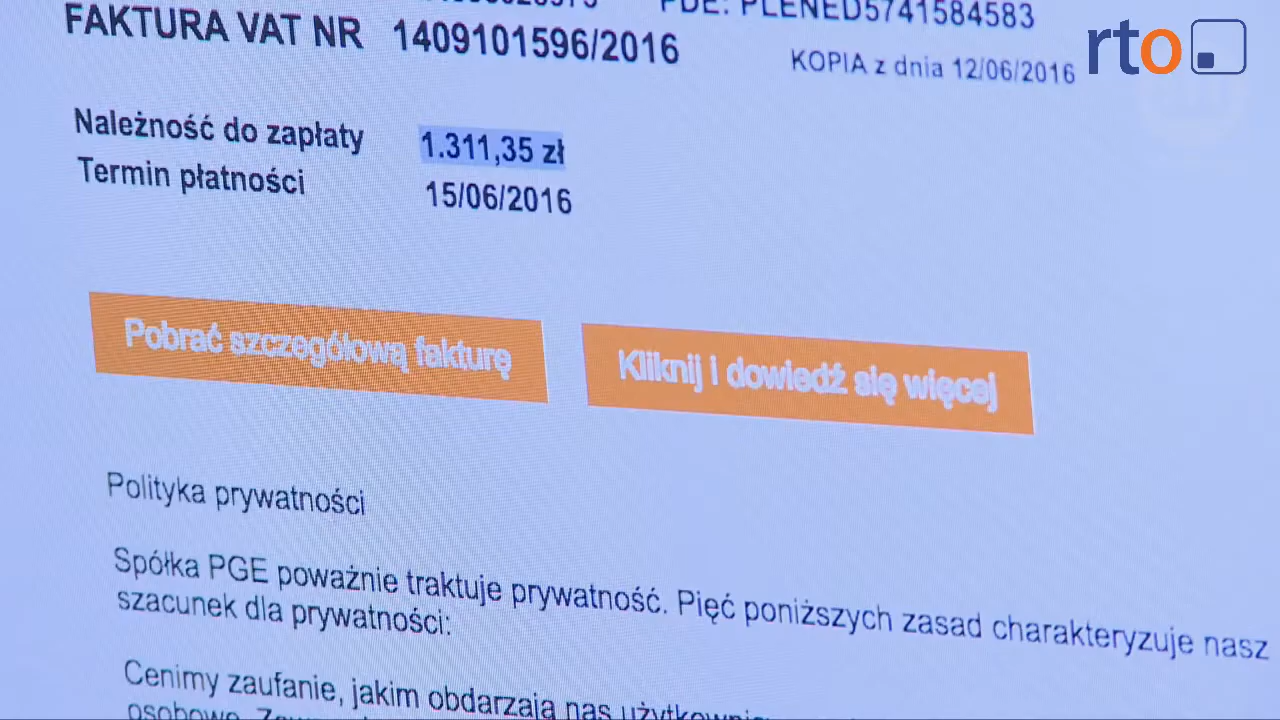 PDE: PLENED5741584583
FAKTURA VAT NR 1409101596/2016
KOPIA z dnia 12/06/2016
rto
Należność do zapłaty 1.311,35 zł
Termin płatności 15/06/2016
Pobrać szczegółową fakturę
Kliknij i dowiedź się więcej
Polityka prywatności
Spółka PGE poważnie traktuje prywatność. Pięć poniższych zasad charakteryzuje nasz
szacunek dla prywatności:
Cenimy zaufanie, jakim obdarzają nas